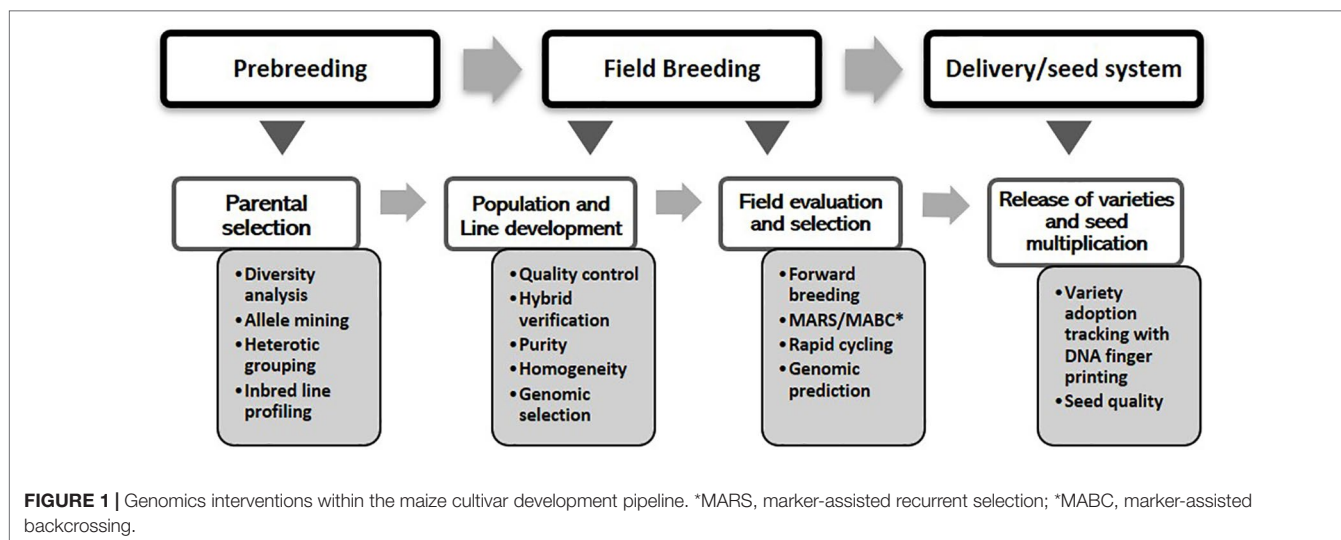 Prebreeding
Field Breeding
Delivery/seed system
Parental
selection
•Diversity
analysis
•Allele mining
•Heterotic
grouping
•Inbred line
profiling
Population and
Line development
•Quality control
•Hybrid
verification
•Purity
•Homogeneity
•Genomic
selection
Field evaluation
and selection
•Forward
breeding
•MARS/MABC*
•Rapid cycling
•Genomic
prediction
Release of varieties
and seed
multiplication
•Variety
adoption
tracking with
DNA finger
printing
•Seed quality
FIGURE 1 | Genomics interventions within the maize cultivar development pipeline. *MARS, marker-assisted recurrent selection; *MABC, marker-assisted
backcrossing.